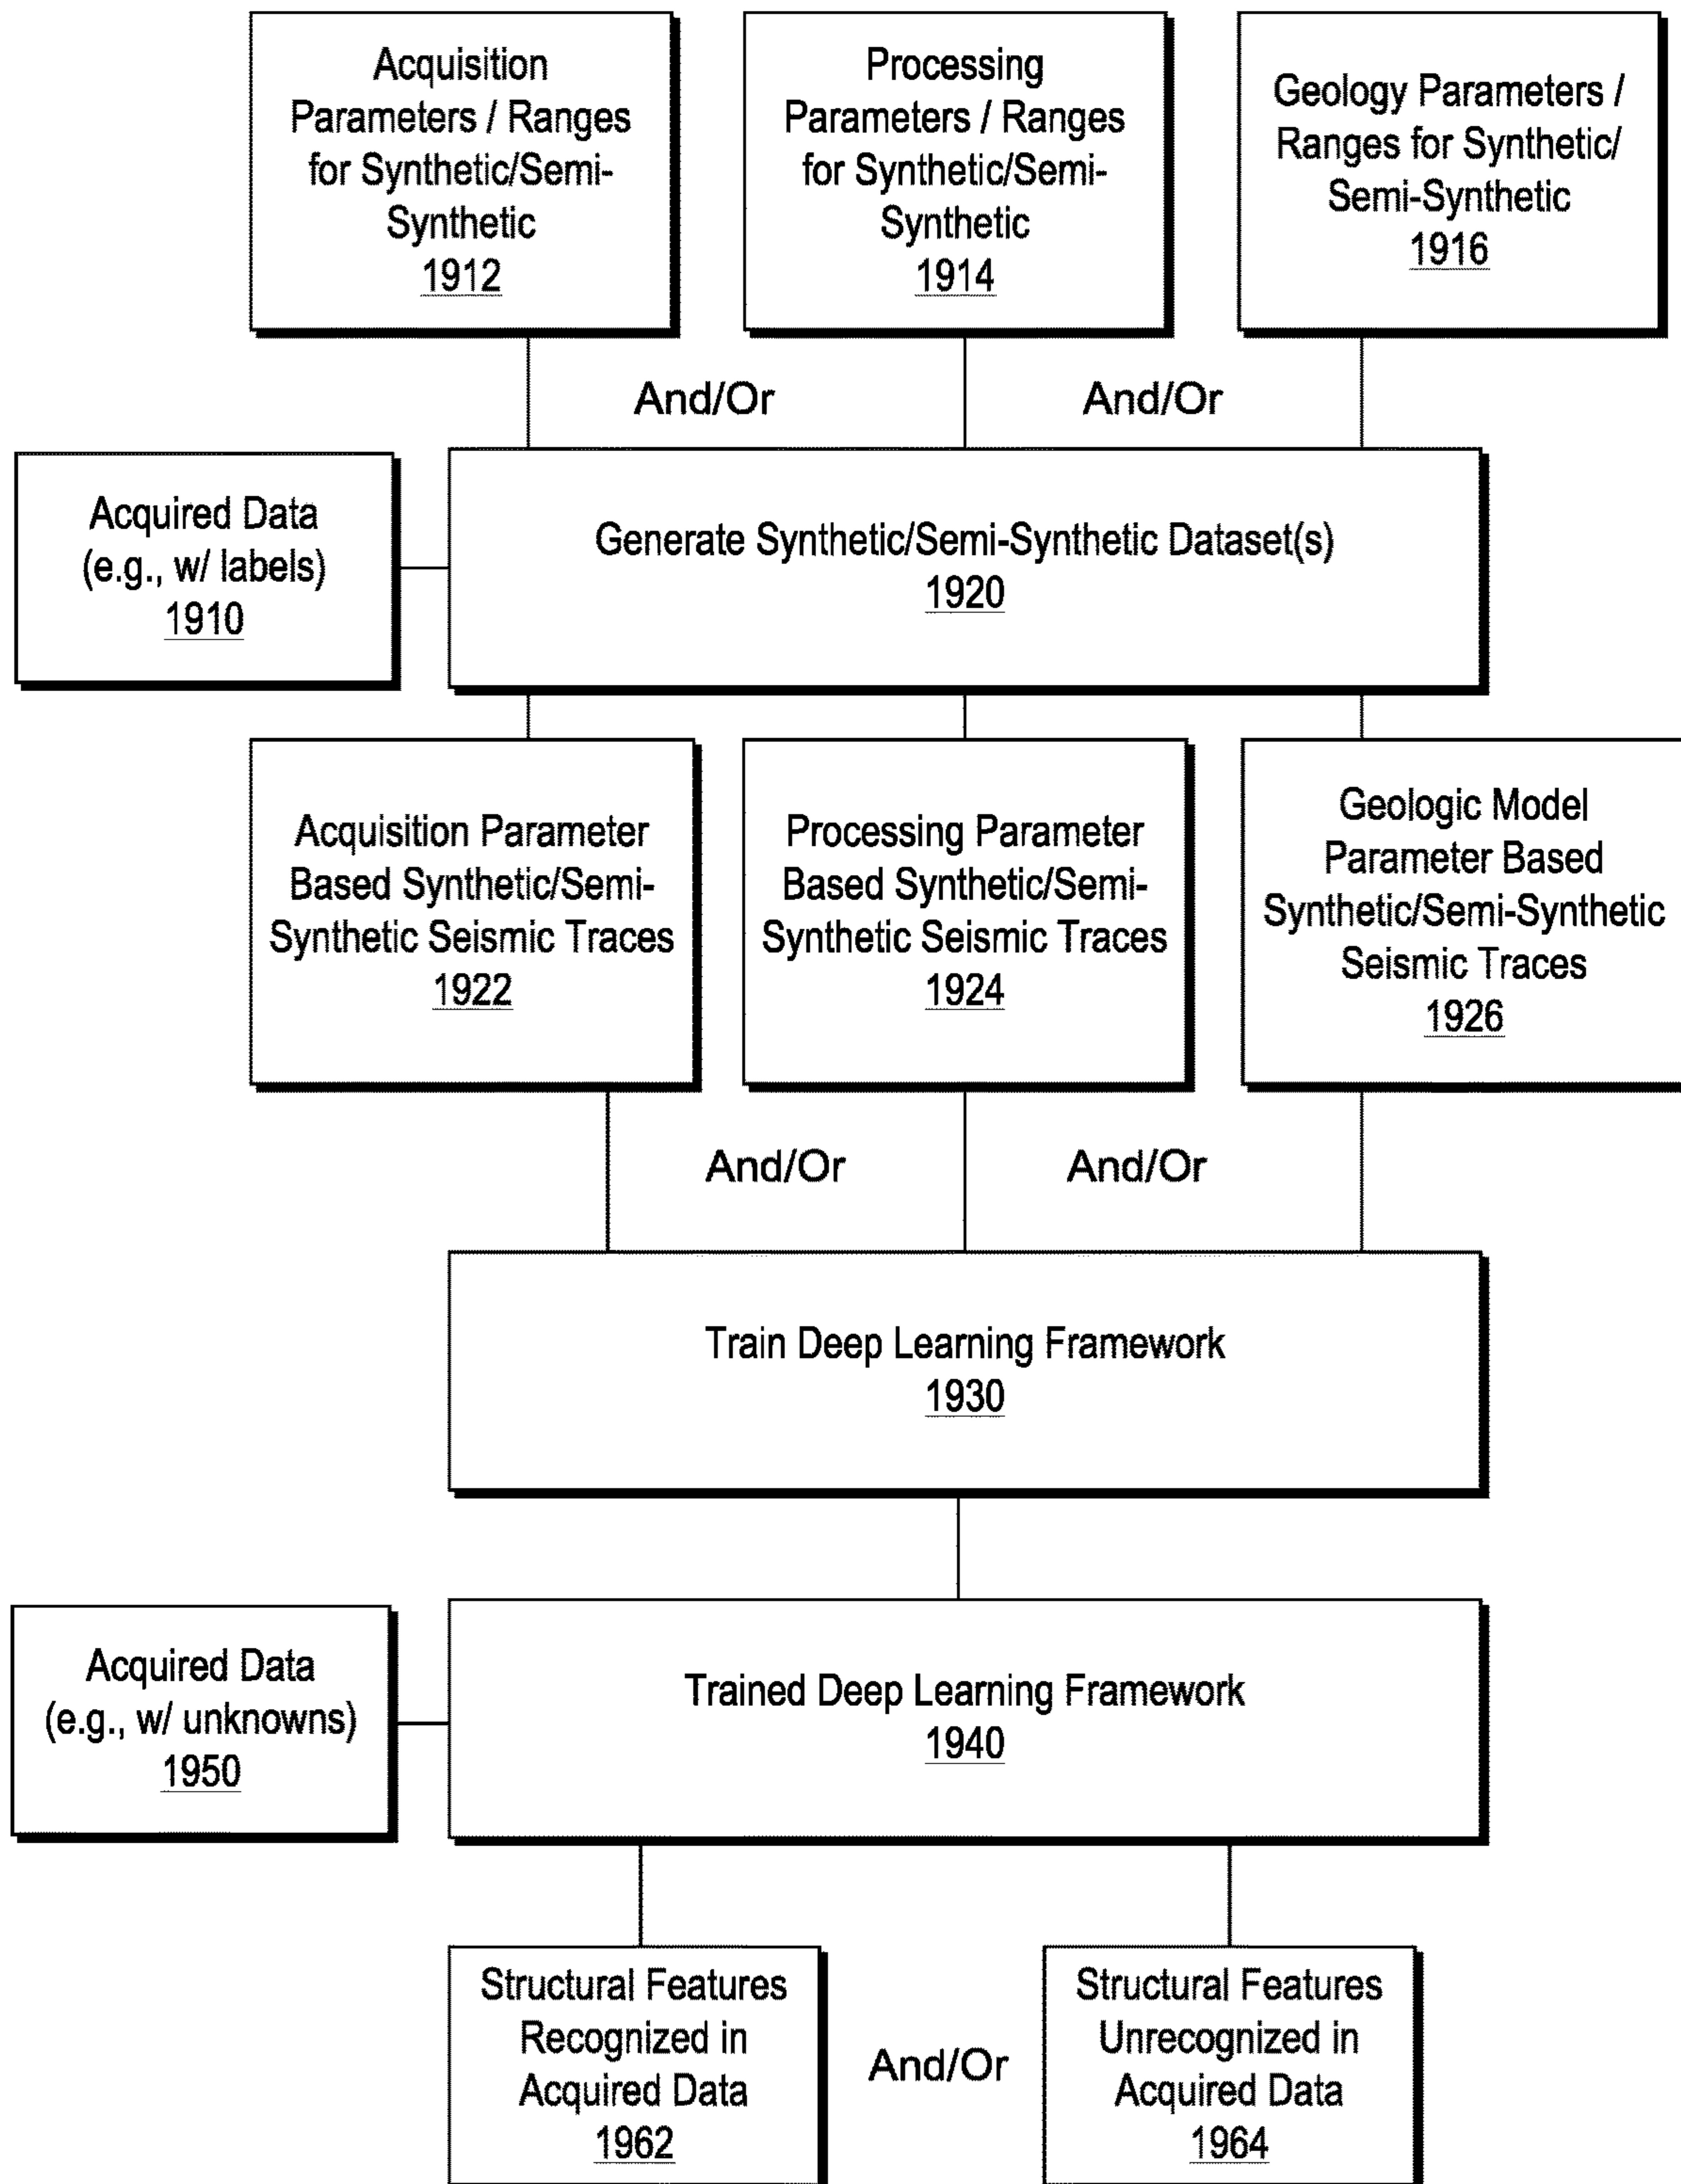 Acquisition
Parameters / Ranges
for Synthetic/Semi-
Synthetic
1912
Processing
Parameters / Ranges
for Synthetic/Semi-
Synthetic
1914
Geology Parameters /
Ranges for Synthetic/
Semi-Synthetic
1916
And/Or
And/Or
Acquired Data
(e.g., w/ labels)
1910
Generate Synthetic/Semi-Synthetic Dataset(s)
1920
Acquisition Parameter
Based Synthetic/Semi-
Synthetic Seismic Traces
1922
Processing Parameter
Based Synthetic/Semi-
Synthetic Seismic Traces
1924
Geologic Model
Parameter Based
Synthetic/Semi-Synthetic
Seismic Traces
1926
And/Or
And/Or
Train Deep Learning Framework
1930
Acquired Data
(e.g., w/ unknowns)
1950
Trained Deep Learning Framework
1940
Structural Features
Recognized in
Acquired Data
1962
And/Or
Structural Features
Unrecognized in
Acquired Data
1964